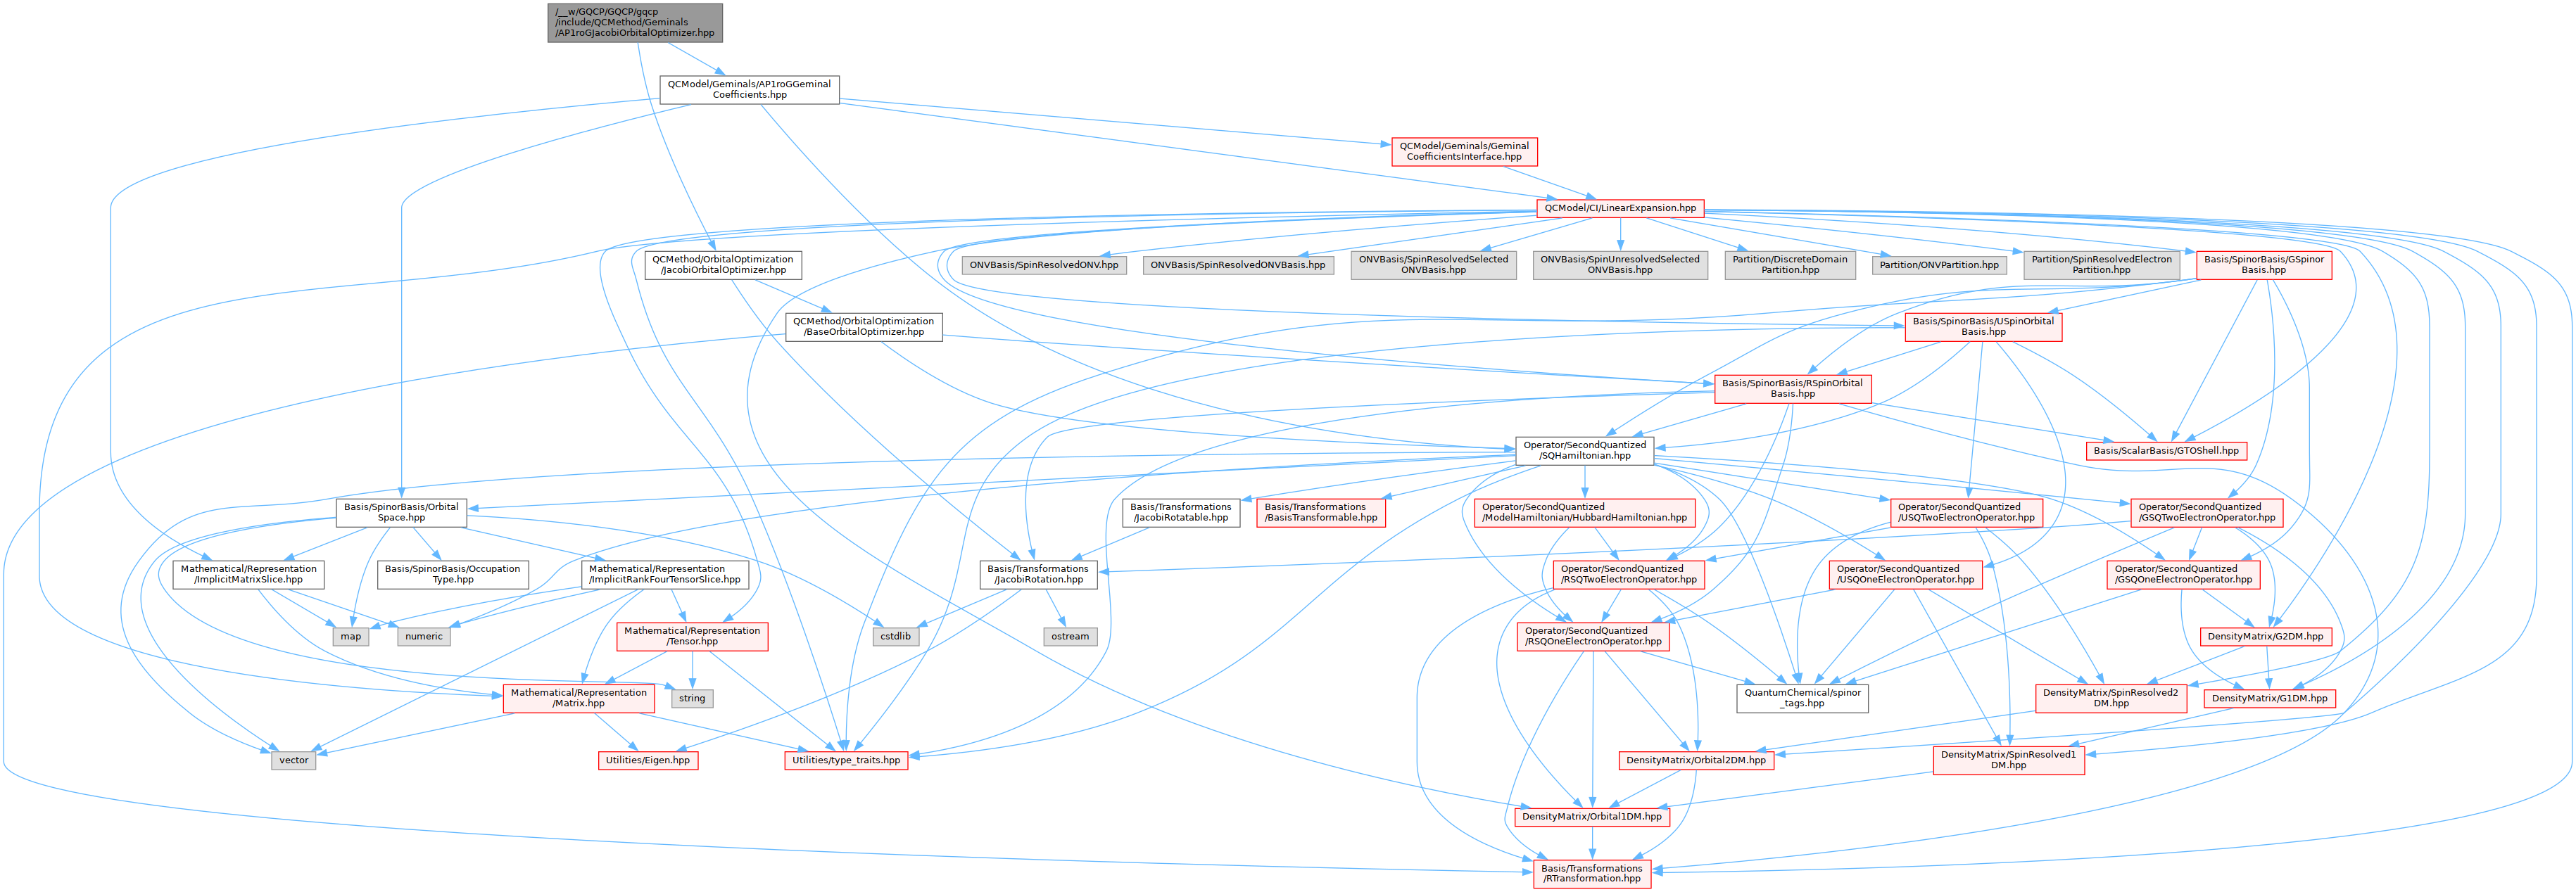 /__w/GQCP/GQCP/gqcp
/include/QCMethod/Geminals
/AP1roGJacobiOrbitalOptimizer.hpp
QCModel/Geminals/AP1roGGeminal
Coefficients.hpp
QCModel/Geminals/Geminal
CoefficientsInterface.hpp
QCModel/CI/LinearExpansion.hpp
QCMethod/OrbitalOptimization
/JacobiOrbitalOptimizer.hpp
ONVBasis/SpinResolvedONV.hpp
ONVBasis/SpinResolvedONVBasis.hpp
ONVBasis/SpinResolvedSelected
ONVBasis.hpp
ONVBasis/SpinUnresolvedSelected
ONVBasis.hpp
Partition/DiscreteDomain
Partition.hpp
Partition/ONVPartition.hpp
Partition/SpinResolvedElectron
Partition.hpp
Basis/SpinorBasis/GSpinor
Basis.hpp
QCMethod/OrbitalOptimization
/BaseOrbitalOptimizer.hpp
Basis/SpinorBasis/USpinOrbital
Basis.hpp
Basis/SpinorBasis/RSpinOrbital
Basis.hpp
Operator/SecondQuantized
/SQHamiltonian.hpp
Basis/ScalarBasis/GTOShell.hpp
Basis/SpinorBasis/Orbital
Space.hpp
Basis/Transformations
/JacobiRotatable.hpp
Basis/Transformations
/BasisTransformable.hpp
Operator/SecondQuantized
/ModelHamiltonian/HubbardHamiltonian.hpp
Operator/SecondQuantized
/USQTwoElectronOperator.hpp
Operator/SecondQuantized
/GSQTwoElectronOperator.hpp
Mathematical/Representation
/ImplicitMatrixSlice.hpp
Basis/SpinorBasis/Occupation
Type.hpp
Mathematical/Representation
/ImplicitRankFourTensorSlice.hpp
Basis/Transformations
/JacobiRotation.hpp
Operator/SecondQuantized
/RSQTwoElectronOperator.hpp
Operator/SecondQuantized
/USQOneElectronOperator.hpp
Operator/SecondQuantized
/GSQOneElectronOperator.hpp
map
numeric
Mathematical/Representation
/Tensor.hpp
cstdlib
ostream
Operator/SecondQuantized
/RSQOneElectronOperator.hpp
DensityMatrix/G2DM.hpp
Mathematical/Representation
/Matrix.hpp
string
QuantumChemical/spinor
_tags.hpp
DensityMatrix/SpinResolved2
DM.hpp
DensityMatrix/G1DM.hpp
vector
Utilities/Eigen.hpp
Utilities/type_traits.hpp
DensityMatrix/Orbital2DM.hpp
DensityMatrix/SpinResolved1
DM.hpp
DensityMatrix/Orbital1DM.hpp
Basis/Transformations
/RTransformation.hpp